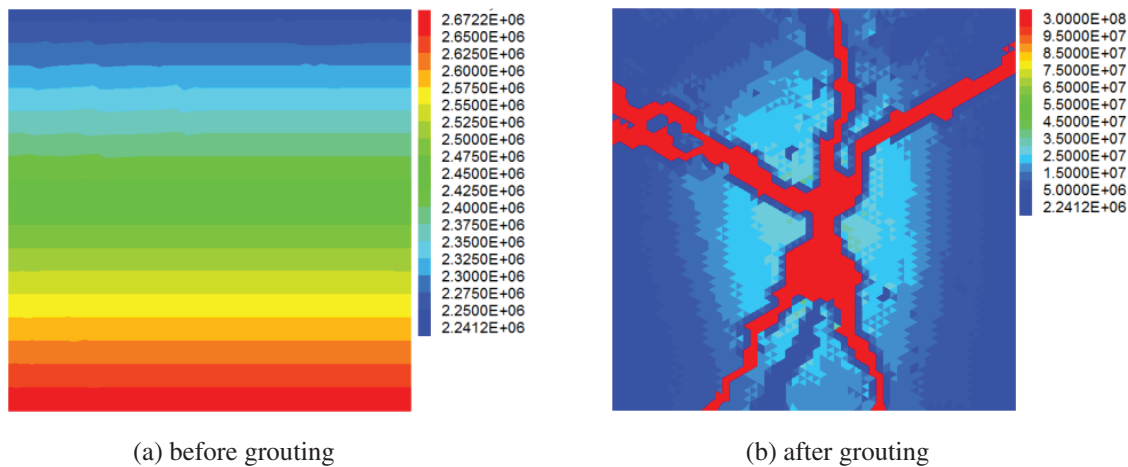 2.6722E+06
2.6500E+06
2.6250E+06
2.6000E+06
2.5750E+06
2.5500E+06
2.5250E+06
2.5000E+06
2.4750E+06
2.4250E+06
2.4000E+06
2.3750E+06
2.3500E+06
2.3250E+06
2.3000E+06
2.2750E+06
2.2500E+06
2.2412E+06
3.0000E+08
9.5000E+07
8.5000E+07
7.5000E+07
6.5000E+07
5.5000E+07
4.5000E+07
3.5000E+07
2.5000E+07
1.5000E+07
5.0000E+06
2.2412E+06
(a) before grouting
(b) after grouting